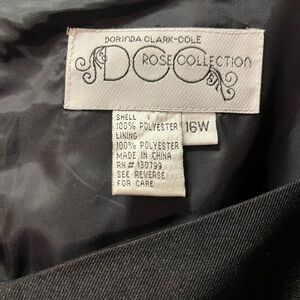 DORINDA CLARK-COLE
DCC ROSE COLLECTION
SHELL
100% POLYESTER 16W
LINING
100% POLYESTER
MADE IN CHINA
RN# 130799
SEE REVERSE
FOR CARE